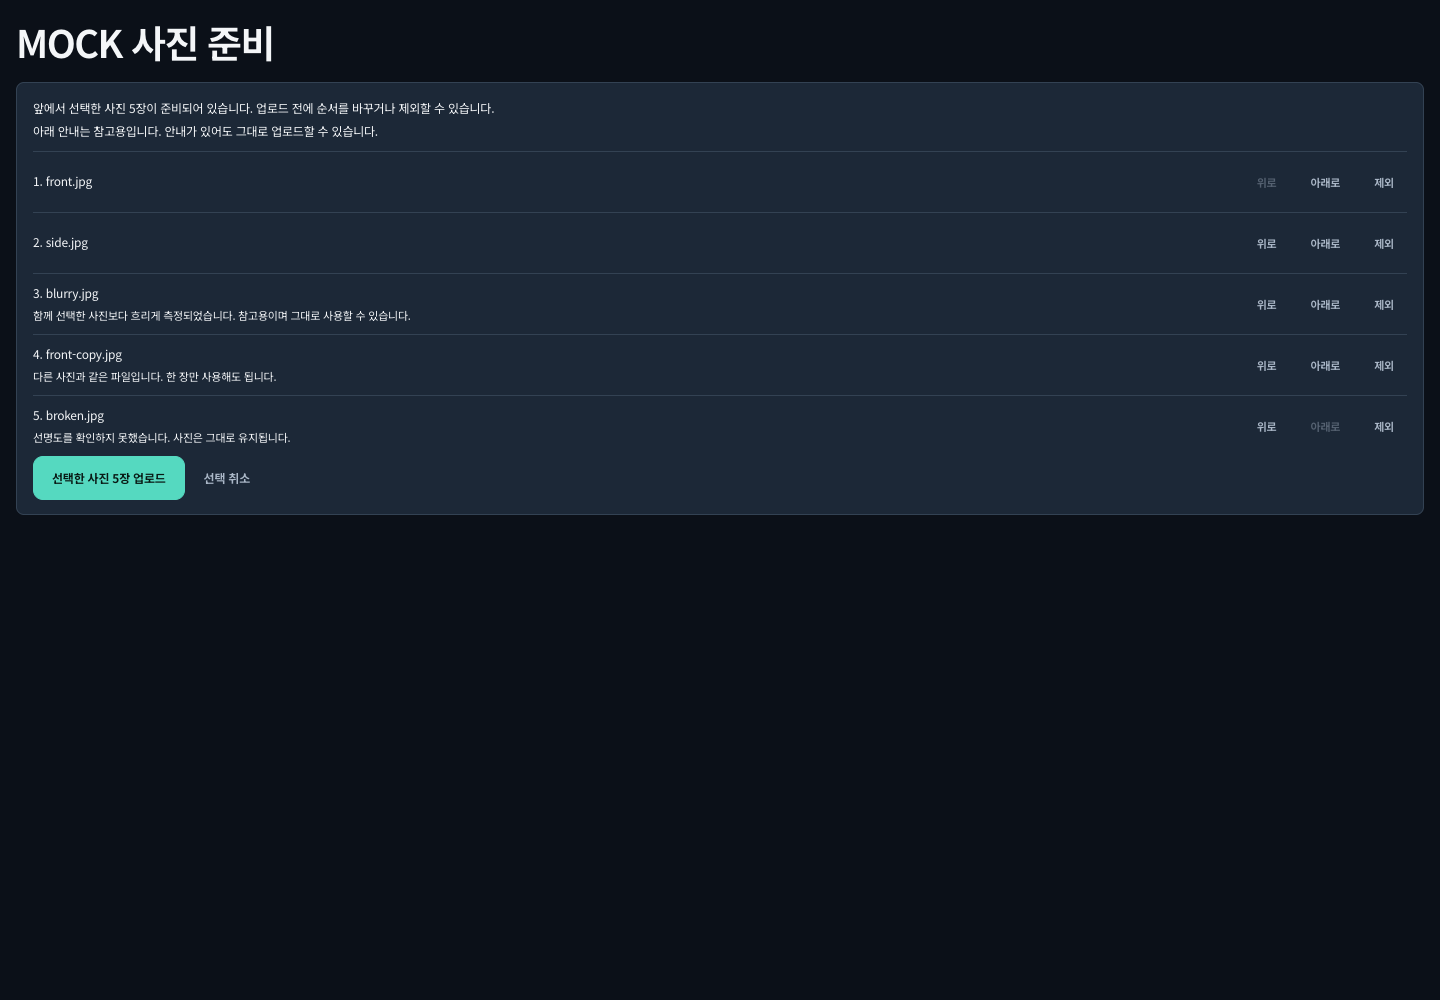 MOCK 사진 준비
앞에서 선택한 사진 5장이 준비되어 있습니다. 업로드 전에 순서를 바꾸거나 제외할 수 있습니다.
아래 안내는 참고용입니다. 안내가 있어도 그대로 업로드할 수 있습니다.
1. front.jpg 위로 아래로 제외
2. side.jpg 위로 아래로 제외
3. blurry.jpg
함께 선택한 사진보다 흐리게 측정되었습니다. 참고용이며 그대로 사용할 수 있습니다.
위로 아래로 제외
4. front-copy.jpg
다른 사진과 같은 파일입니다. 한 장만 사용해도 됩니다.
위로 아래로 제외
5. broken.jpg
선명도를 확인하지 못했습니다. 사진은 그대로 유지됩니다.
위로 아래로 제외
선택한 사진 5장 업로드 선택 취소